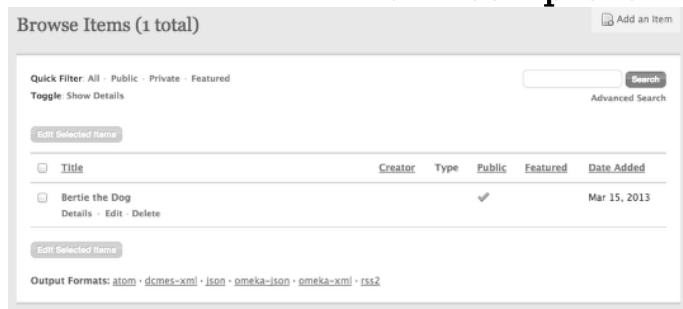 Browse Items (1 total)
Add an Item
Quick Filter: All · Public · Private · Featured
Search
Toggle: Show Details
Advanced Search
Edit Selected Items
Title Creator Type Public Featured Date Added
Bertie the Dog Mar 15, 2013
Details · Edit · Delete
Edit Selected Items
Output Formats: atom · dcmes-xml · json · omeka-json · omeka-xml · rss2